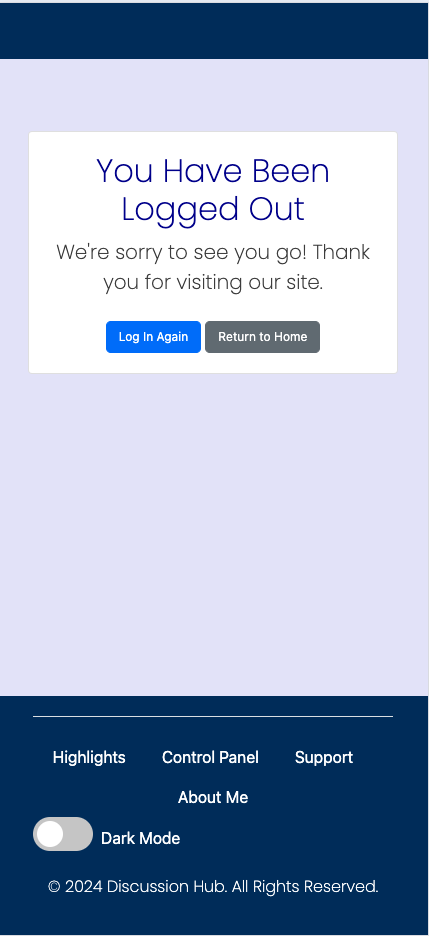 You Have Been
Logged Out
We're sorry to see you go! Thank
you for visiting our site.
Log In Again Return to Home
Highlights Control Panel Support
About Me
Dark Mode
© 2024 Discussion Hub. All Rights Reserved.